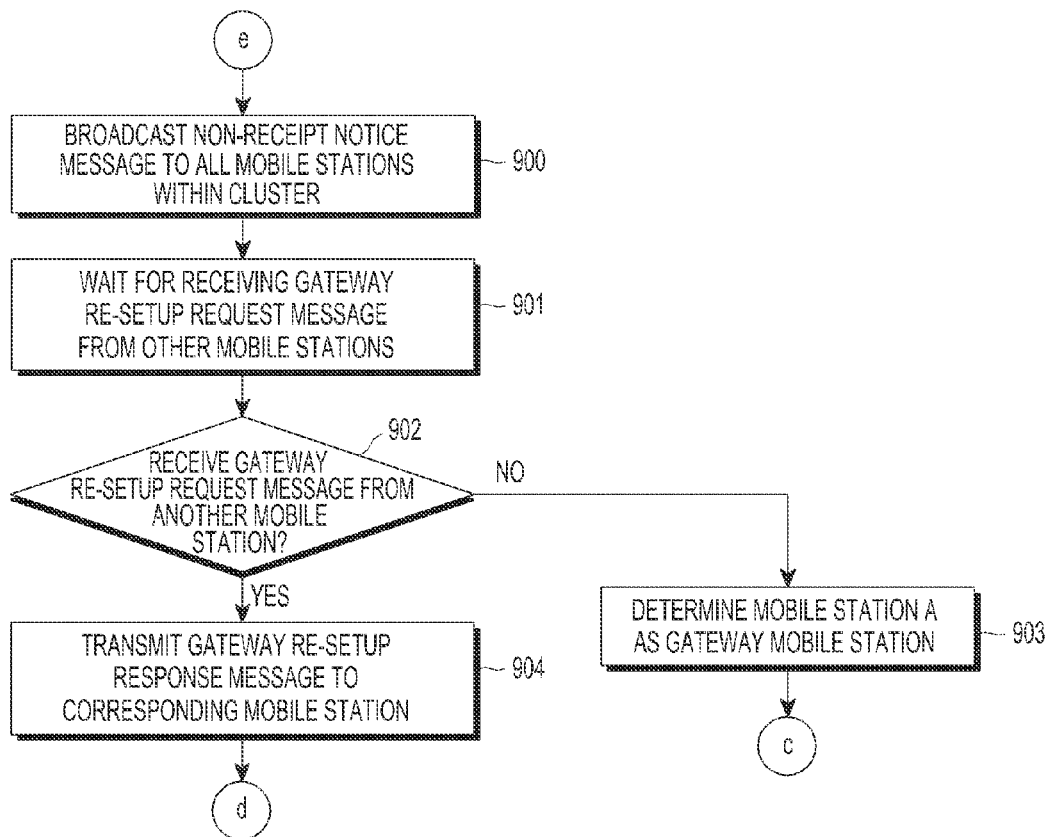 e
BROADCAST NON-RECEIPT NOTICE
MESSAGE TO ALL MOBILE STATIONS
WITHIN CLUSTER
900
WAIT FOR RECEIVING GATEWAY
RE-SETUP REQUEST MESSAGE
FROM OTHER MOBILE STATIONS
901
902
RECEIVE GATEWAY
RE-SETUP REQUEST MESSAGE FROM
ANOTHER MOBILE
STATION?
NO
YES
DETERMINE MOBILE STATION A
AS GATEWAY MOBILE STATION
903
TRANSMIT GATEWAY RE-SETUP
RESPONSE MESSAGE TO
CORRESPONDING MOBILE STATION
904
c
d